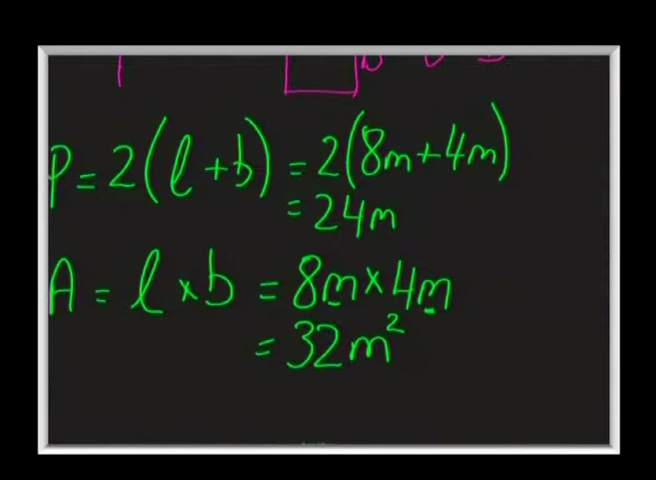 P = 2(l + b) = 2(8m + 4m)
= 24m
A = l × b = 8m × 4m
= 32m²